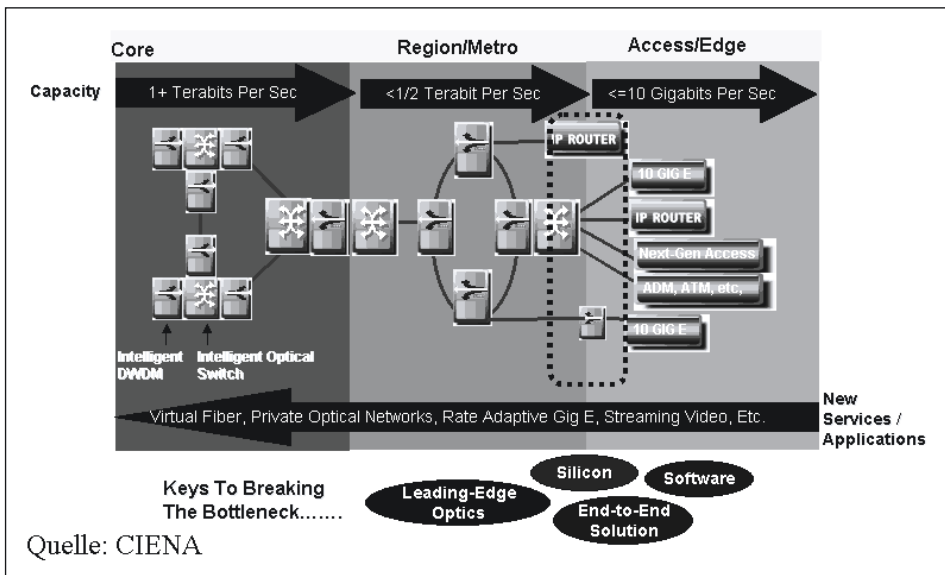 Core
Region/Metro
Access/Edge
Capacity
1+ Terabits Per Sec
<1/2 Terabit Per Sec
<=10 Gigabits Per Sec
IP ROUTER
10 GIG E
IP ROUTER
Next-Gen Access
ADM, ATM, etc,
10 GIG E
Intelligent
DWDM
Intelligent Optical
Switch
Virtual Fiber, Private Optical Networks, Rate Adaptive Gig E, Streaming Video, Etc.
New
Services /
Applications
Keys To Breaking
The Bottleneck.......
Leading-Edge
Optics
Silicon
Software
End-to-End
Solution
Quelle: CIENA